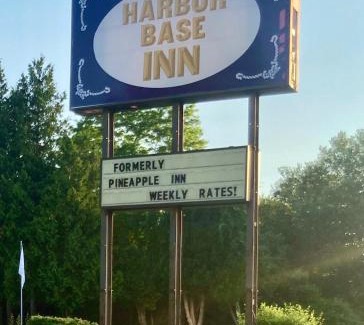 HARBOR
BASE
INN
FORMERLY
PINEAPPLE INN
WEEKLY RATES!